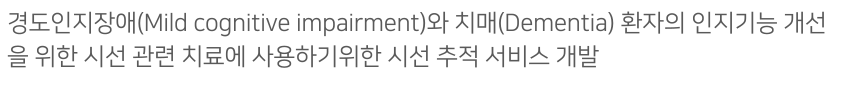 경도인지장애(Mild cognitive impairment)와 치매(Dementia) 환자의 인지기능 개선
을 위한 시선 관련 치료에 사용하기위한 시선 추적 서비스 개발